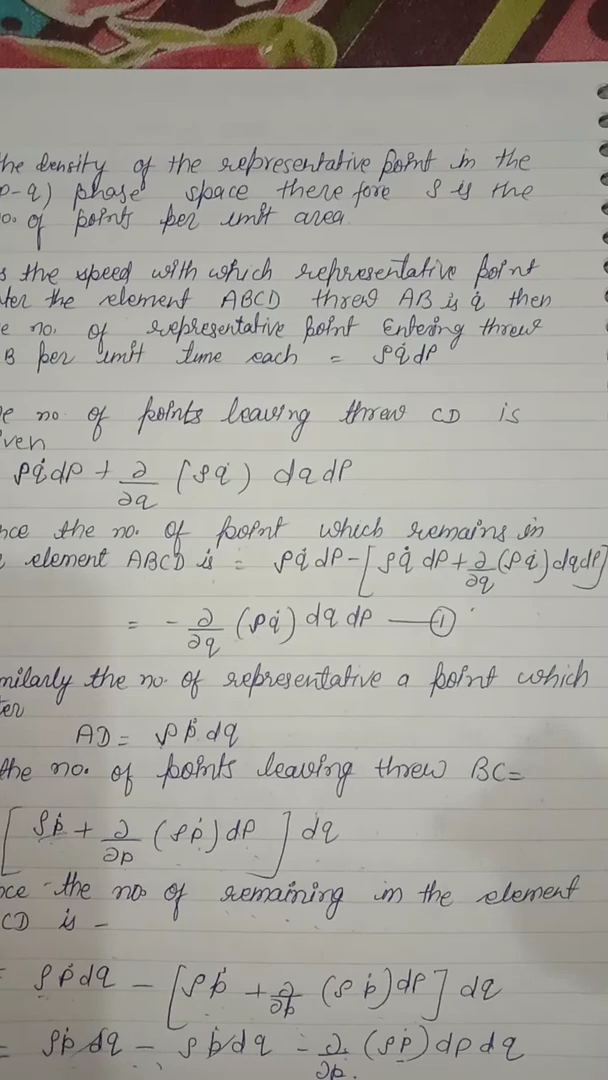 he density of the representative point in the
p-q) phase space there fore ρ is the
no. of points per unit area
s the speed with which representative point
ter the element ABCD threw AB is q̇ then
e no. of representative point Entering threw
B per unit time each = ρq̇dp
e no of points leaving threw CD is
ven
ρq̇dp + ∂/∂q (ρq̇) dqdp
nce the no. of point which remains in
element ABCD is = ρq̇ dp - [ρq̇ dp + ∂/∂q (ρq̇) dqdp]
= - ∂/∂q (ρq̇) dq dp — ①
milarly the no. of representative a point which
ter
AD = ρṗ dq
the no. of points leaving threw BC =
[ρṗ + ∂/∂p (ρṗ) dp] dq
nce the no of remaining in the element
CD is -
= ρṗdq - [ρṗ + ∂/∂p (ρṗ)dp] dq
= ρṗdq - ρṗdq - ∂/∂p (ρṗ) dp dq